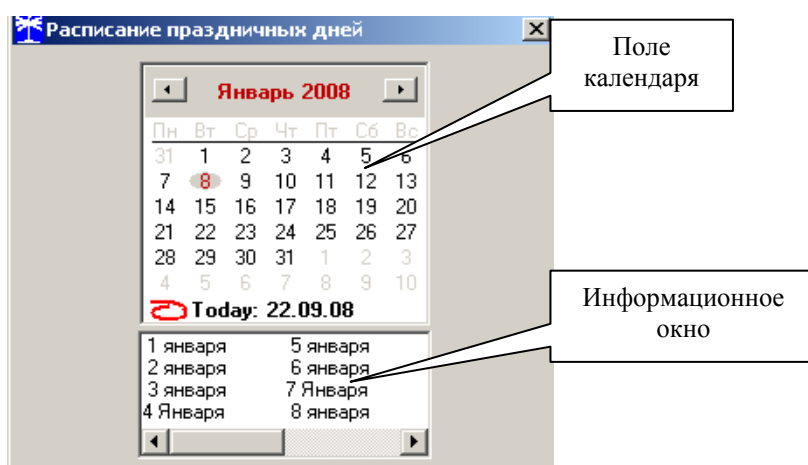 Расписание праздничных дней
Поле
календаря
Январь 2008
Пн Вт Ср Чт Пт Сб Вс
31 1 2 3 4 5 6
7 8 9 10 11 12 13
14 15 16 17 18 19 20
21 22 23 24 25 26 27
28 29 30 31 1 2 3
4 5 6 7 8 9 10
Today: 22.09.08
Информационное
окно
1 января 5 января
2 января 6 января
3 января 7 Января
4 Января 8 января